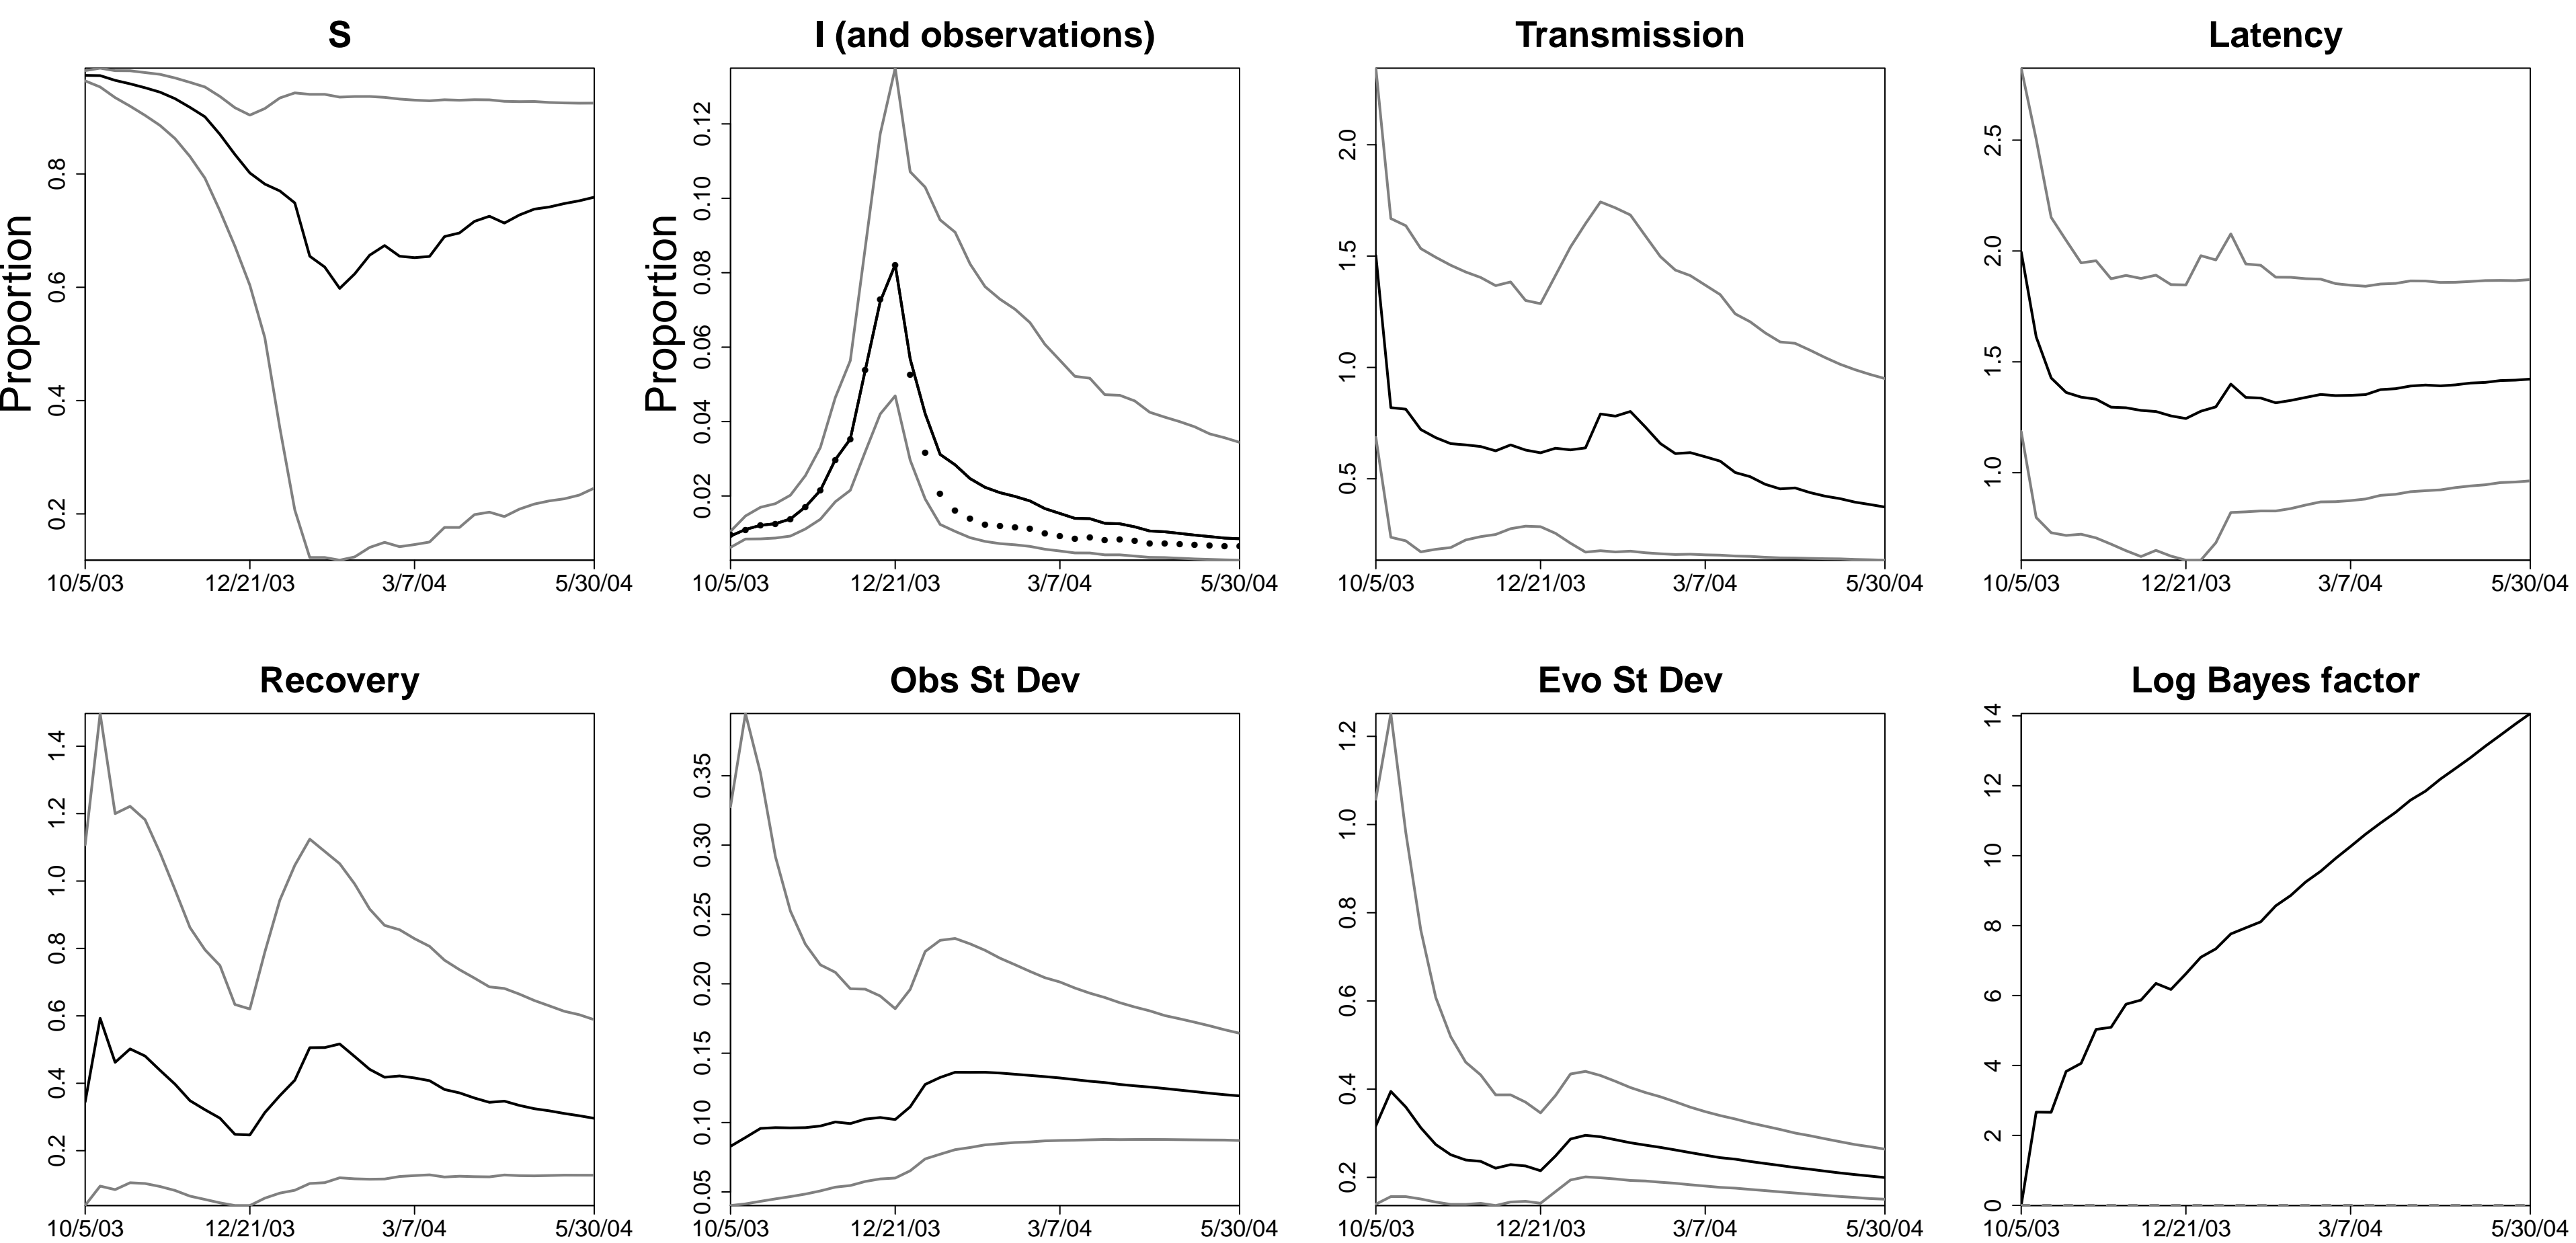 S
Proportion
0.8
0.6
0.4
0.2
10/5/03 12/21/03 3/7/04 5/30/04
I (and observations)
Proportion
0.12
0.10
0.08
0.06
0.04
0.02
10/5/03 12/21/03 3/7/04 5/30/04
Transmission
2.0
1.5
1.0
0.5
10/5/03 12/21/03 3/7/04 5/30/04
Latency
2.5
2.0
1.5
1.0
10/5/03 12/21/03 3/7/04 5/30/04
Recovery
1.4
1.2
1.0
0.8
0.6
0.4
0.2
10/5/03 12/21/03 3/7/04 5/30/04
Obs St Dev
0.35
0.30
0.25
0.20
0.15
0.10
0.05
10/5/03 12/21/03 3/7/04 5/30/04
Evo St Dev
1.2
1.0
0.8
0.6
0.4
0.2
10/5/03 12/21/03 3/7/04 5/30/04
Log Bayes factor
14
12
10
8
6
4
2
0
10/5/03 12/21/03 3/7/04 5/30/04